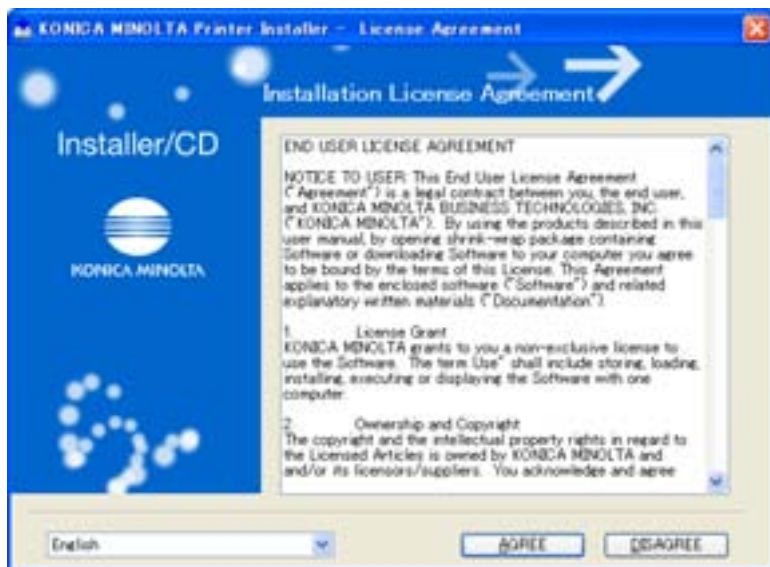 KONICA MINOLTA Printer Installer - License Agreement
Installation License Agreement
Installer/CD
KONICA MINOLTA
END USER LICENSE AGREEMENT
NOTICE TO USER: This End User License Agreement
("Agreement") is a legal contract between you, the end user,
and KONICA MINOLTA BUSINESS TECHNOLOGIES, INC.
("KONICA MINOLTA"). By using the products described in this
user manual, by opening shrink-wrap package containing
Software or downloading Software to your computer you agree
to be bound by the terms of this License. This Agreement
applies to the enclosed software ("Software") and related
explanatory written materials ("Documentation").
1. License Grant
KONICA MINOLTA grants to you a non-exclusive license to
use the Software. The term Use" shall include storing, loading,
installing, executing or displaying the Software with one
computer.
2. Ownership and Copyright
The copyright and the intellectual property rights in regard to
the Licensed Articles is owned by KONICA MINOLTA and
and/or its licensors/suppliers. You acknowledge and agree
English
AGREE
DISAGREE